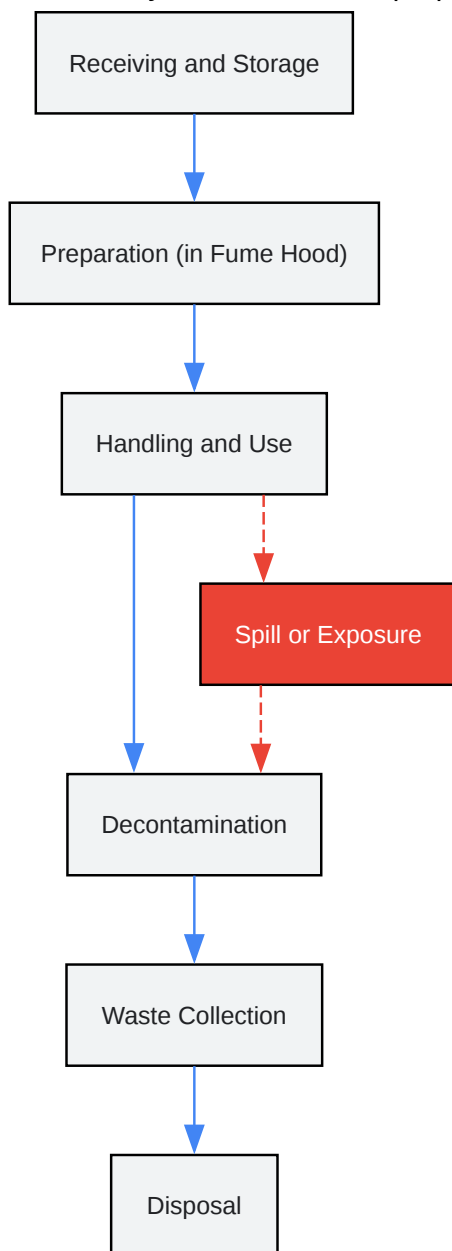 Receiving and Storage
Preparation (in Fume Hood)
Handling and Use
Spill or Exposure
Decontamination
Waste Collection
Disposal